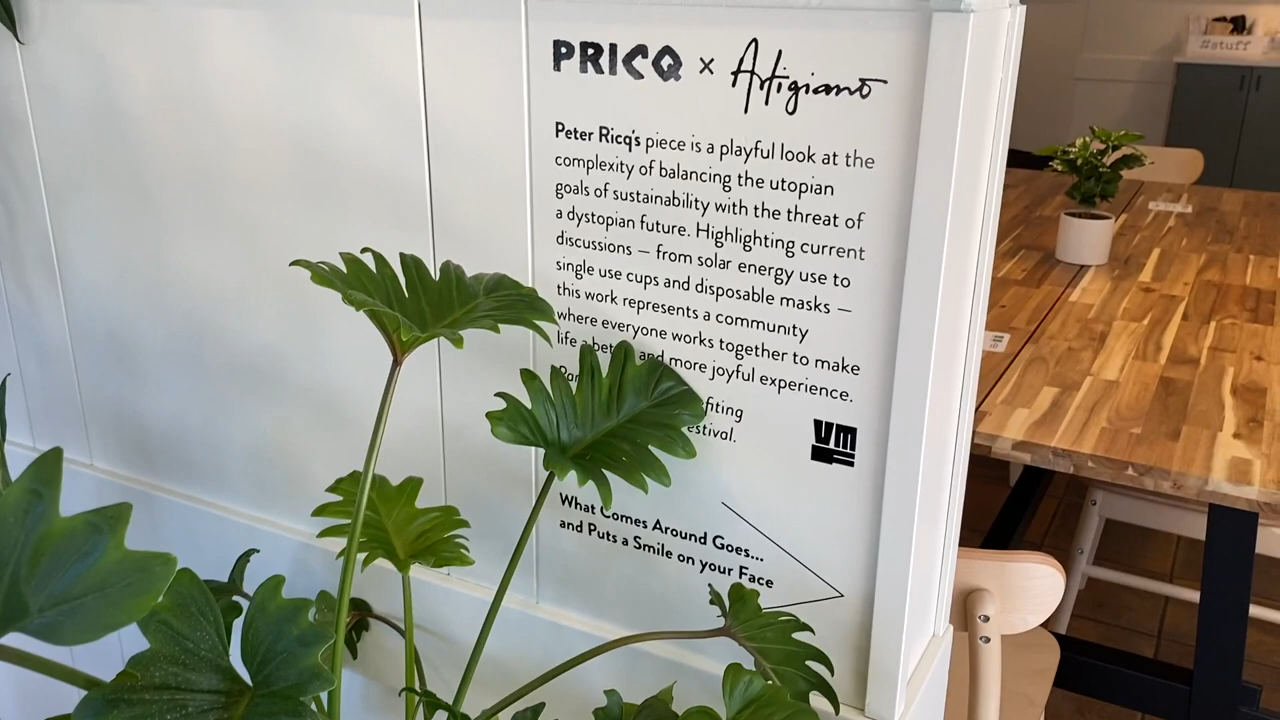 PRICQ × Artigiano
#stuff
Peter Ricq's piece is a playful look at the
complexity of balancing the utopian
goals of sustainability with the threat of
a dystopian future. Highlighting current
discussions — from solar energy use to
single use cups and disposable masks —
this work represents a community
where everyone works together to make
life a and more joyful experience.
VMF
What Comes Around Goes...
and Puts a Smile on your Face